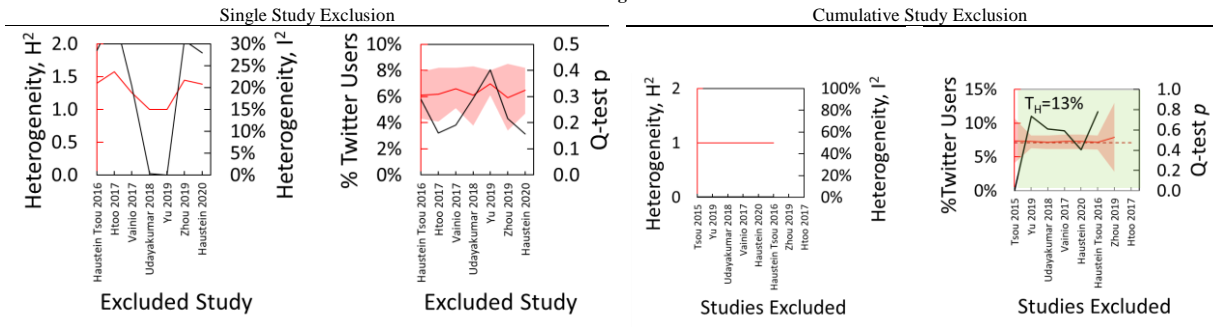 Single Study Exclusion
Cumulative Study Exclusion
Heterogeneity, H²
2.0
1.5
1.0
0.5
0.0
30%
25%
20%
15%
10%
5%
0%
Heterogeneity, I²
Haustein Tsou 2016
Htoo 2017
Vainio 2017
Udayakumar 2018
Yu 2019
Zhou 2019
Haustein 2020
Excluded Study
% Twitter Users
10%
8%
6%
4%
2%
0%
0.5
0.4
0.3
0.2
0.1
0.0
Q-test p
Haustein Tsou 2016
Htoo 2017
Vainio 2017
Udayakumar 2018
Yu 2019
Zhou 2019
Haustein 2020
Excluded Study
Heterogeneity, H²
2
1
0
100%
80%
60%
40%
20%
0%
Heterogeneity, I²
Tsou 2015
Yu 2019
Udayakumar 2018
Vainio 2017
Haustein 2020
Haustein Tsou 2016
Zhou 2019
Htoo 2017
Studies Excluded
%Twitter Users
15%
10%
5%
0%
T_H=13%
1.0
0.8
0.6
0.4
0.2
0.0
Q-test p
Tsou 2015
Yu 2019
Udayakumar 2018
Vainio 2017
Haustein 2020
Haustein Tsou 2016
Zhou 2019
Htoo 2017
Studies Excluded